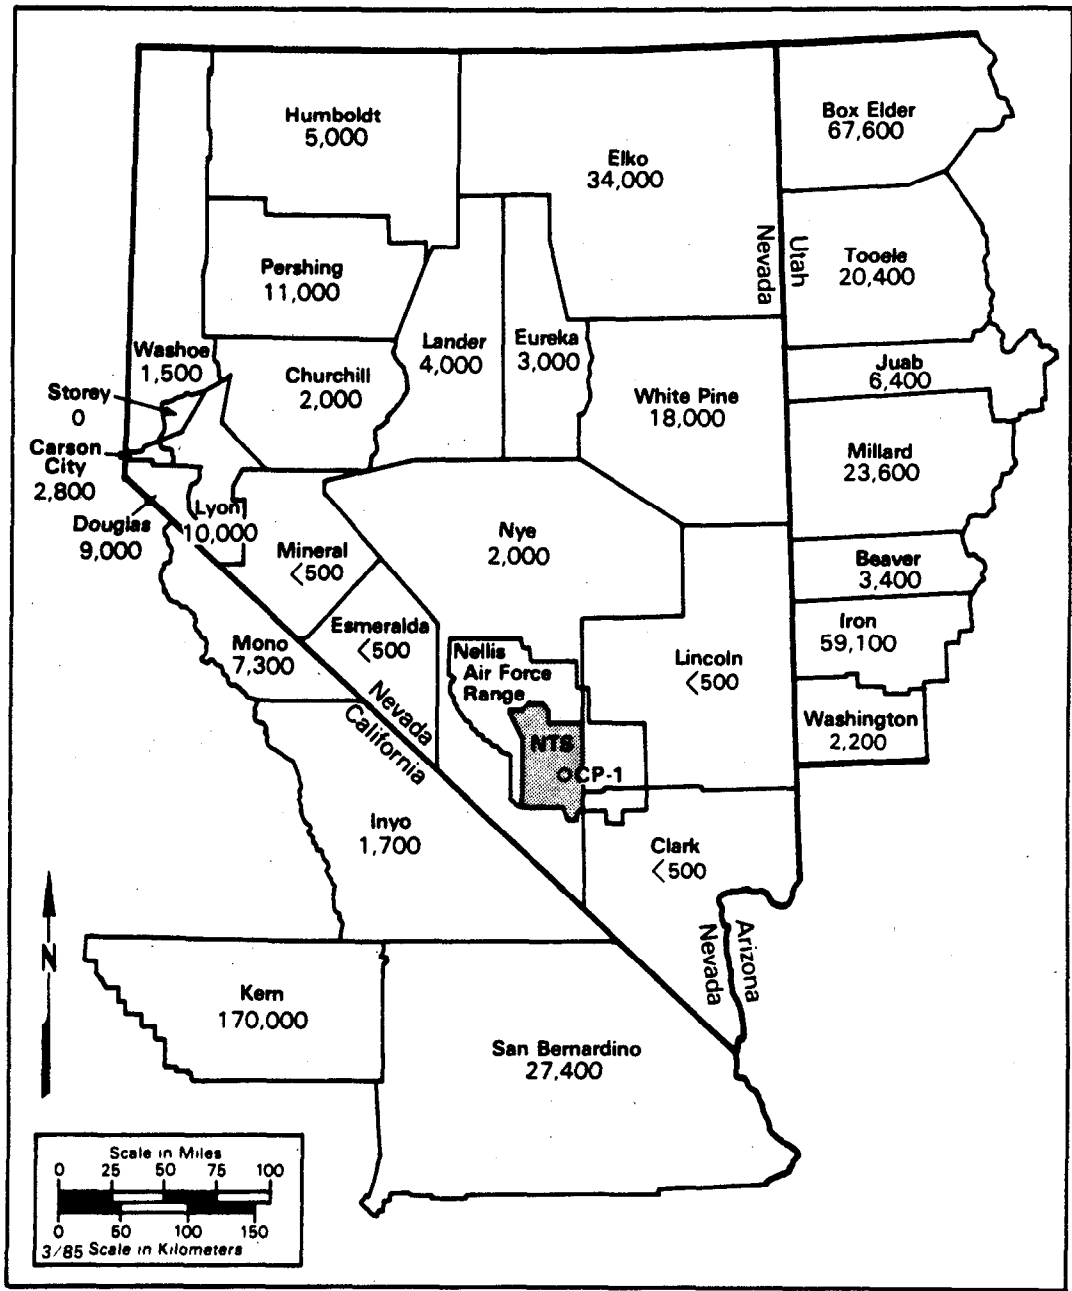 Humboldt
5,000
Elko
34,000
Box Elder
67,600
Nevada
Utah
Tooele
20,400
Pershing
11,000
Washoe
1,500
Churchill
2,000
Lander
4,000
Eureka
3,000
White Pine
18,000
Juab
6,400
Storey
0
Carson
City
2,800
Millard
23,600
Douglas
9,000
Lyon
10,000
Mineral
<500
Nye
2,000
Beaver
3,400
Iron
59,100
Mono
7,300
Esmeralda
<500
Nellis
Air Force
Range
Lincoln
<500
Washington
2,200
Nevada
California
NTS
CP-1
Inyo
1,700
Clark
<500
Arizona
Nevada
N
Kern
170,000
San Bernardino
27,400
Scale in Miles
0 25 50 75 100
0 50 100 150
3/85 Scale in Kilometers